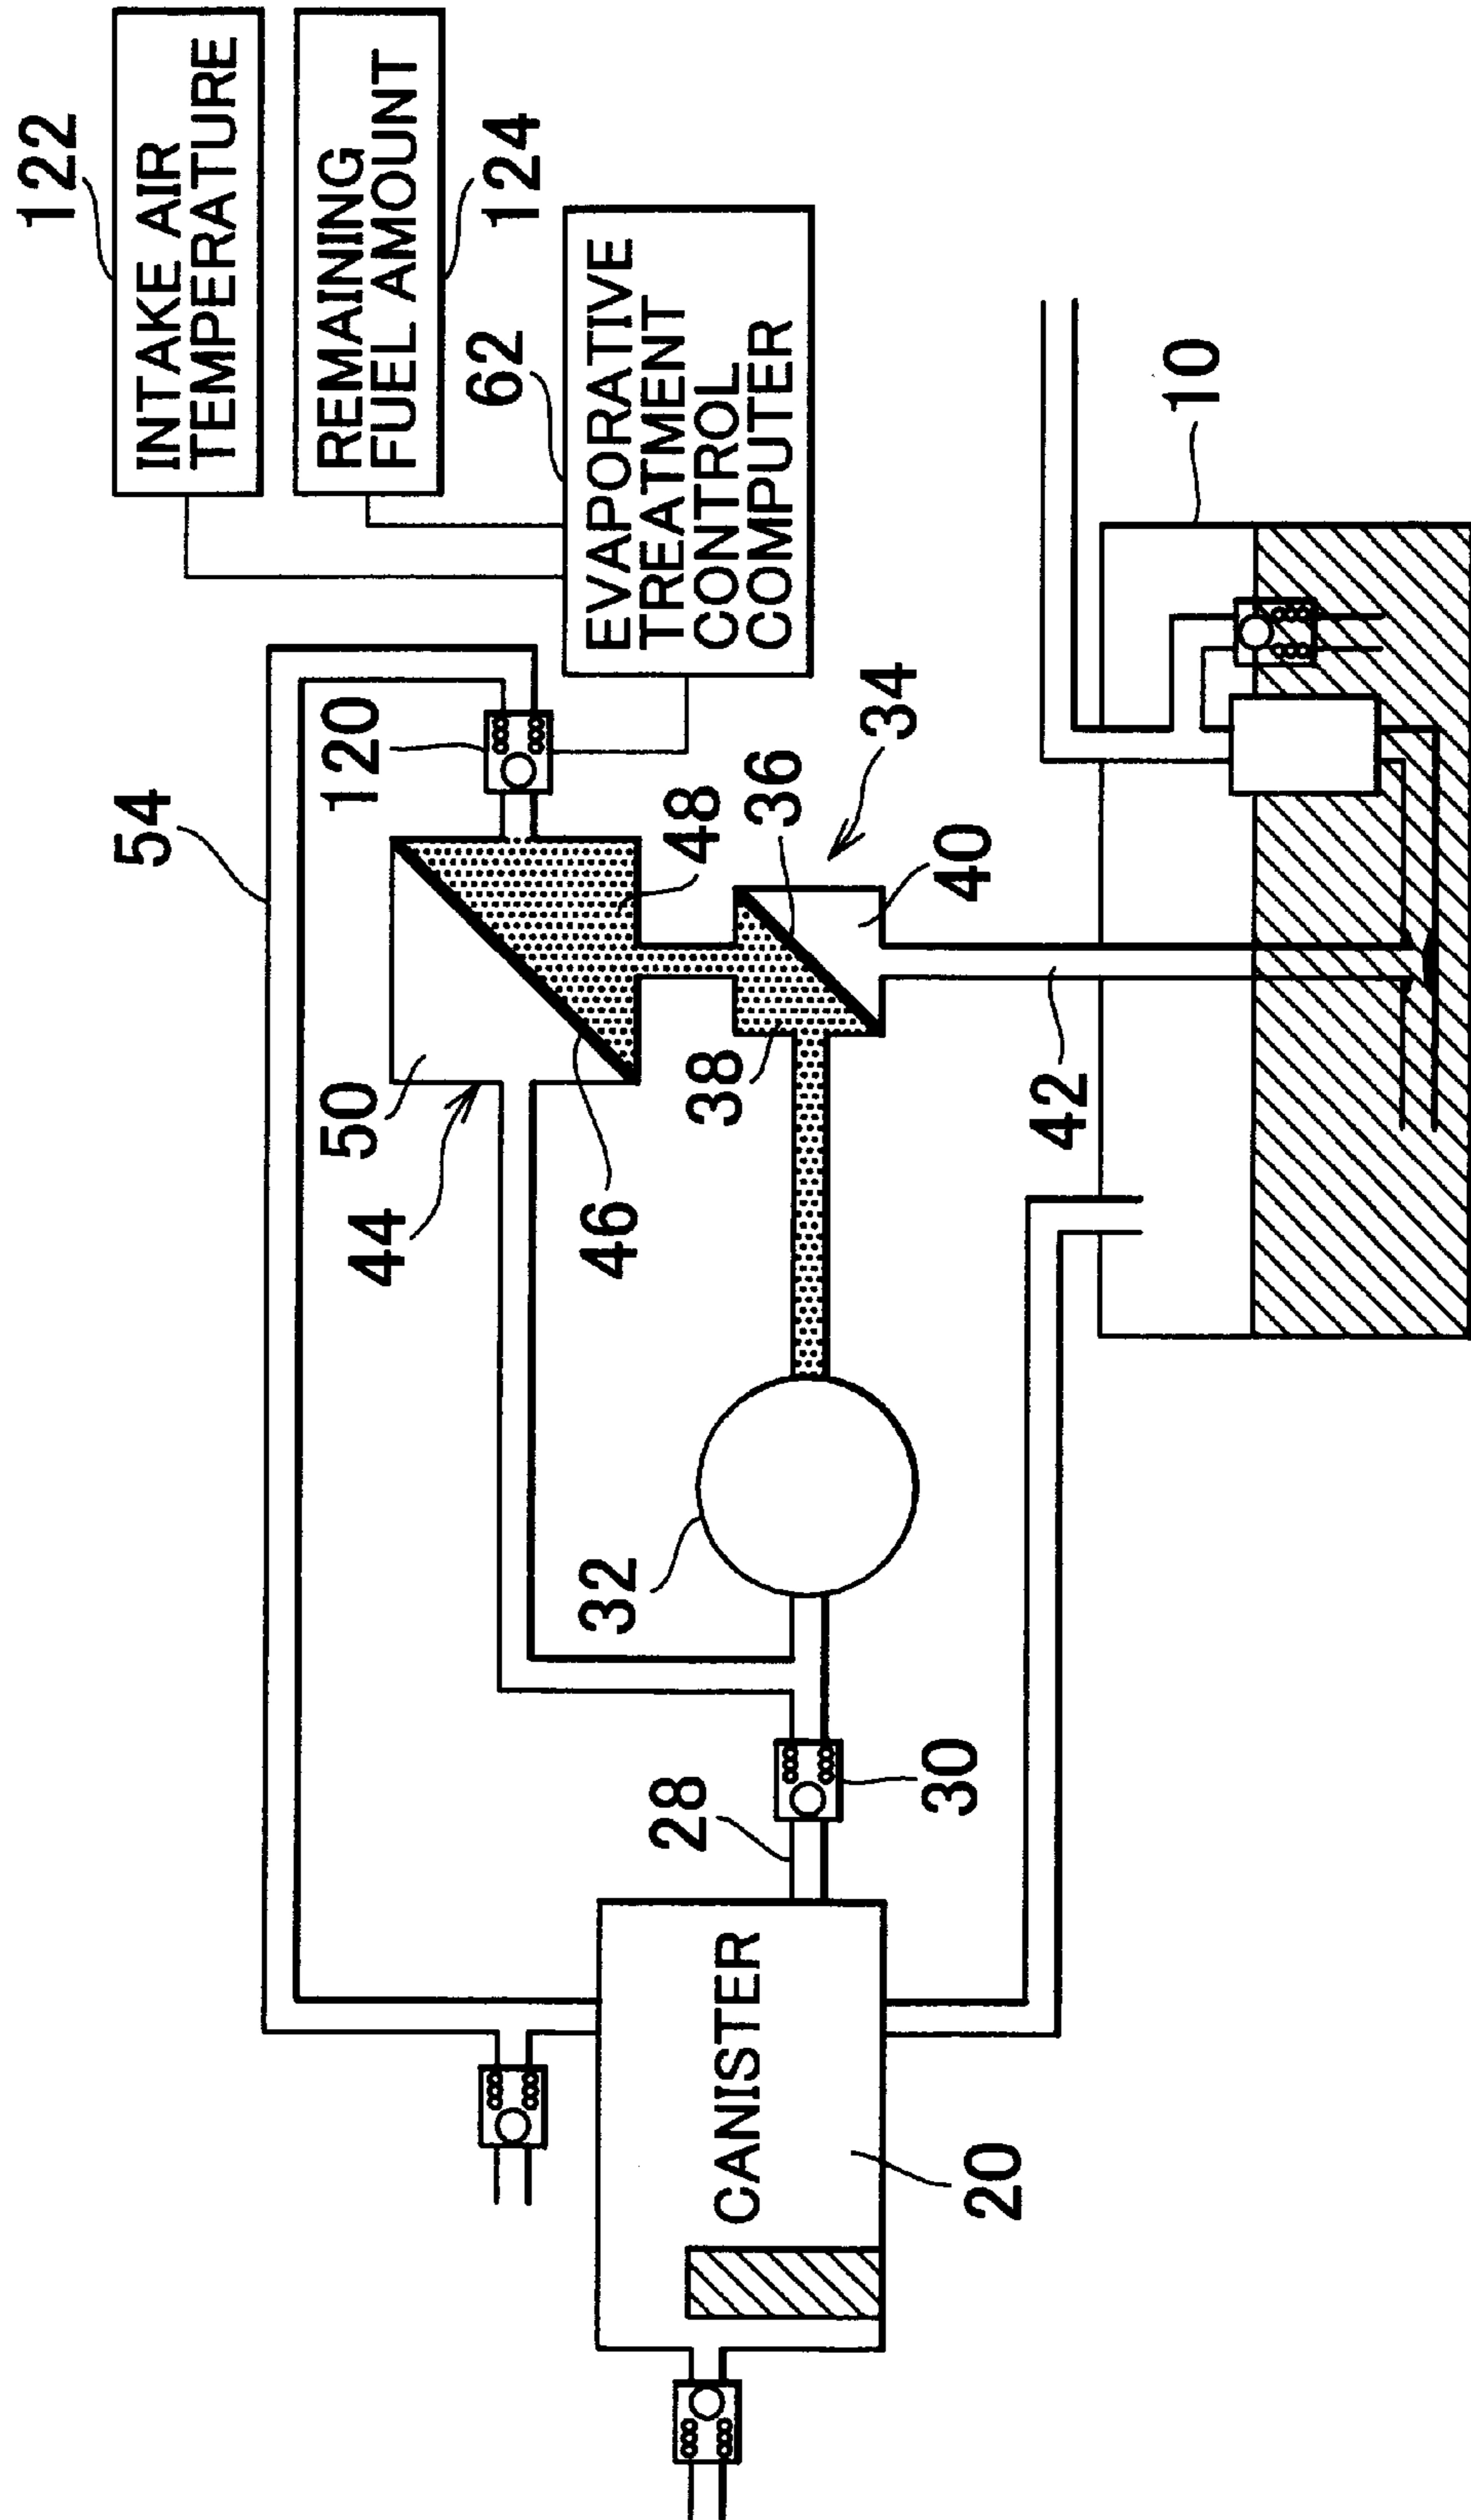 122
INTAKE AIR
TEMPERATURE
REMAINING
FUEL AMOUNT
124
62
EVAPORATIVE
TREATMENT
CONTROL
COMPUTER
54
120
48
36
34
40
10
50
44
46
38
42
32
28
30
CANISTER
20